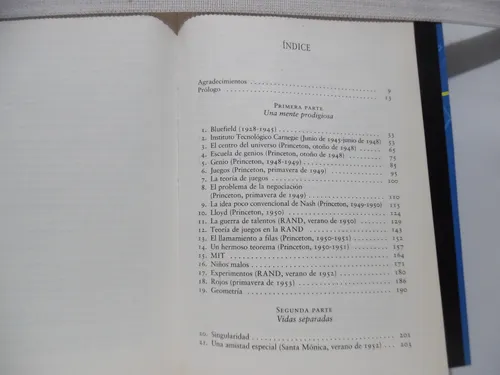 ÍNDICE
Agradecimientos 9
Prólogo 13
PRIMERA PARTE
Una mente prodigiosa
1. Bluefield (1928-1945) 33
2. Instituto Tecnológico Carnegie (Junio de 1945-junio de 1948)
3. El centro del universo (Princeton, otoño de 1948)
4. Escuela de genios (Princeton, otoño de 1948) 65
5. Genio (Princeton, 1948-1949) 75
6. Juegos (Princeton, primavera de 1949) 95
7. La teoría de juegos 100
8. El problema de la negociación
(Princeton, primavera de 1949) 120
9. La idea poco convencional de Nash (Princeton, 1949-1950)
10. Lloyd (Princeton, 1950) 124
11. La guerra de talentos (RAND, verano de 1950) 129
12. Teoría de juegos en la RAND 143
13. El llamamiento a filas (Princeton, 1950-1951) 152
14. Un hermoso teorema (Princeton, 1950-1951) 157
15. MIT 164
16. Niños malos 171
17. Experimentos (RAND, verano de 1952) 180
18. Rojos (primavera de 1953) 186
19. Geometría 190
SEGUNDA PARTE
Vidas separadas
20. Singularidad 201
21. Una amistad especial (Santa Mónica, verano de 1952) 203